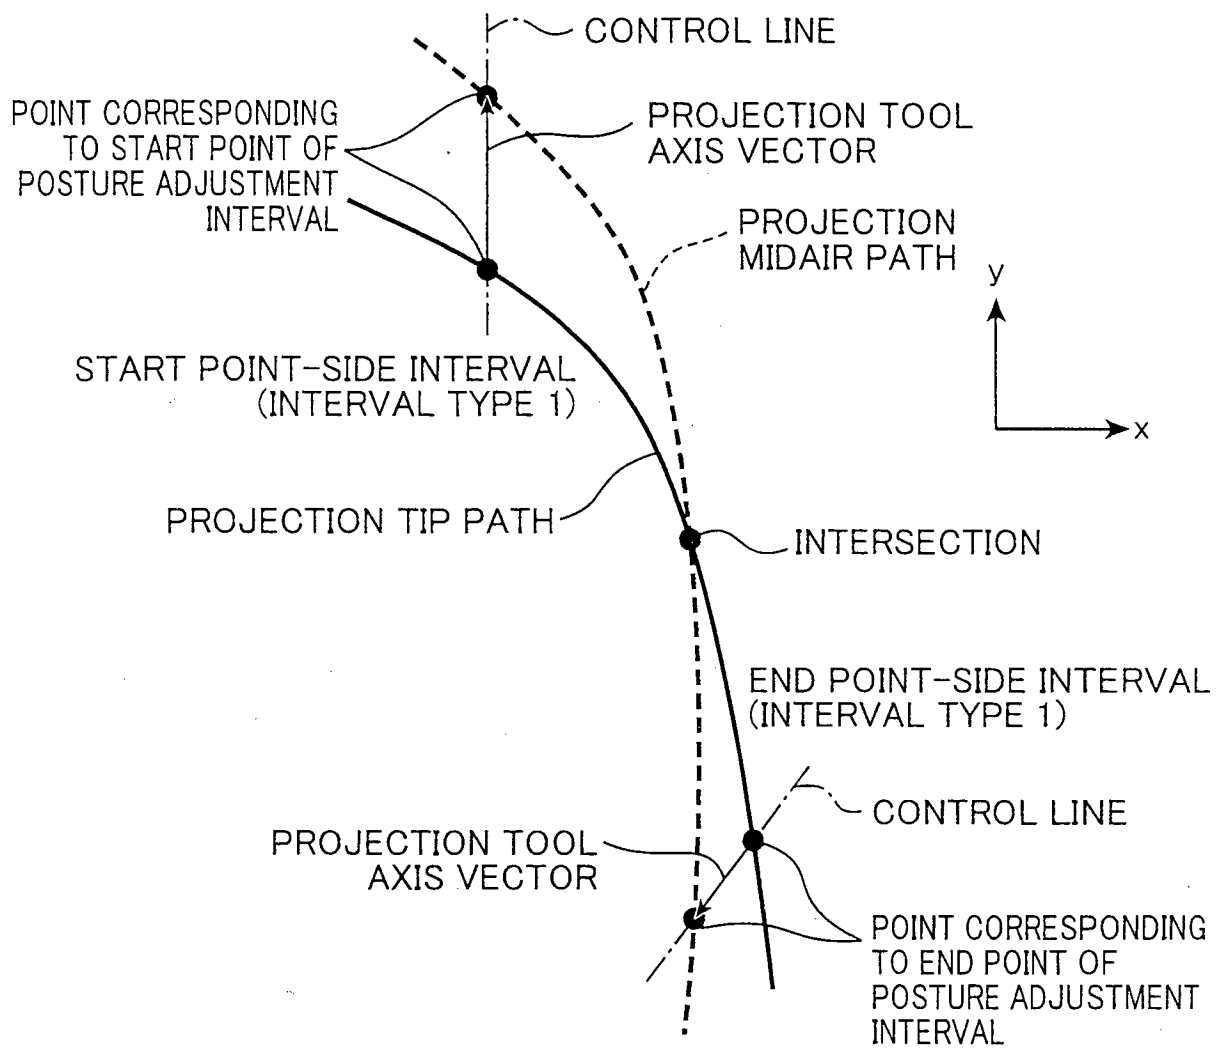 CONTROL LINE
POINT CORRESPONDING
TO START POINT OF
POSTURE ADJUSTMENT
INTERVAL
PROJECTION TOOL
AXIS VECTOR
PROJECTION
MIDAIR PATH
y
x
START POINT-SIDE INTERVAL
(INTERVAL TYPE 1)
PROJECTION TIP PATH
INTERSECTION
END POINT-SIDE INTERVAL
(INTERVAL TYPE 1)
CONTROL LINE
PROJECTION TOOL
AXIS VECTOR
POINT CORRESPONDING
TO END POINT OF
POSTURE ADJUSTMENT
INTERVAL